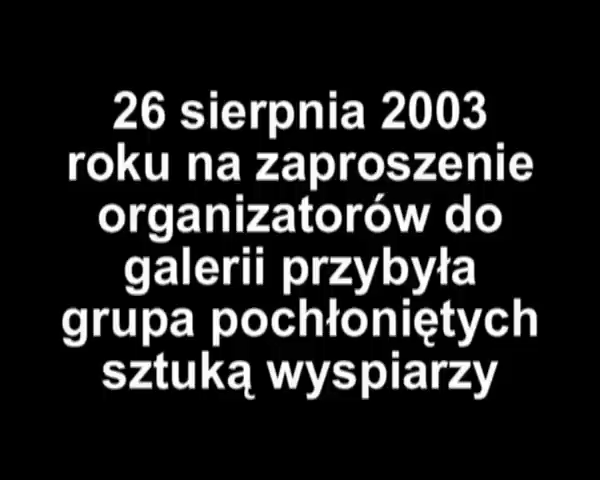 26 sierpnia 2003
roku na zaproszenie
organizatorów do
galerii przybyła
grupa pochłoniętych
sztuką wyspiarzy